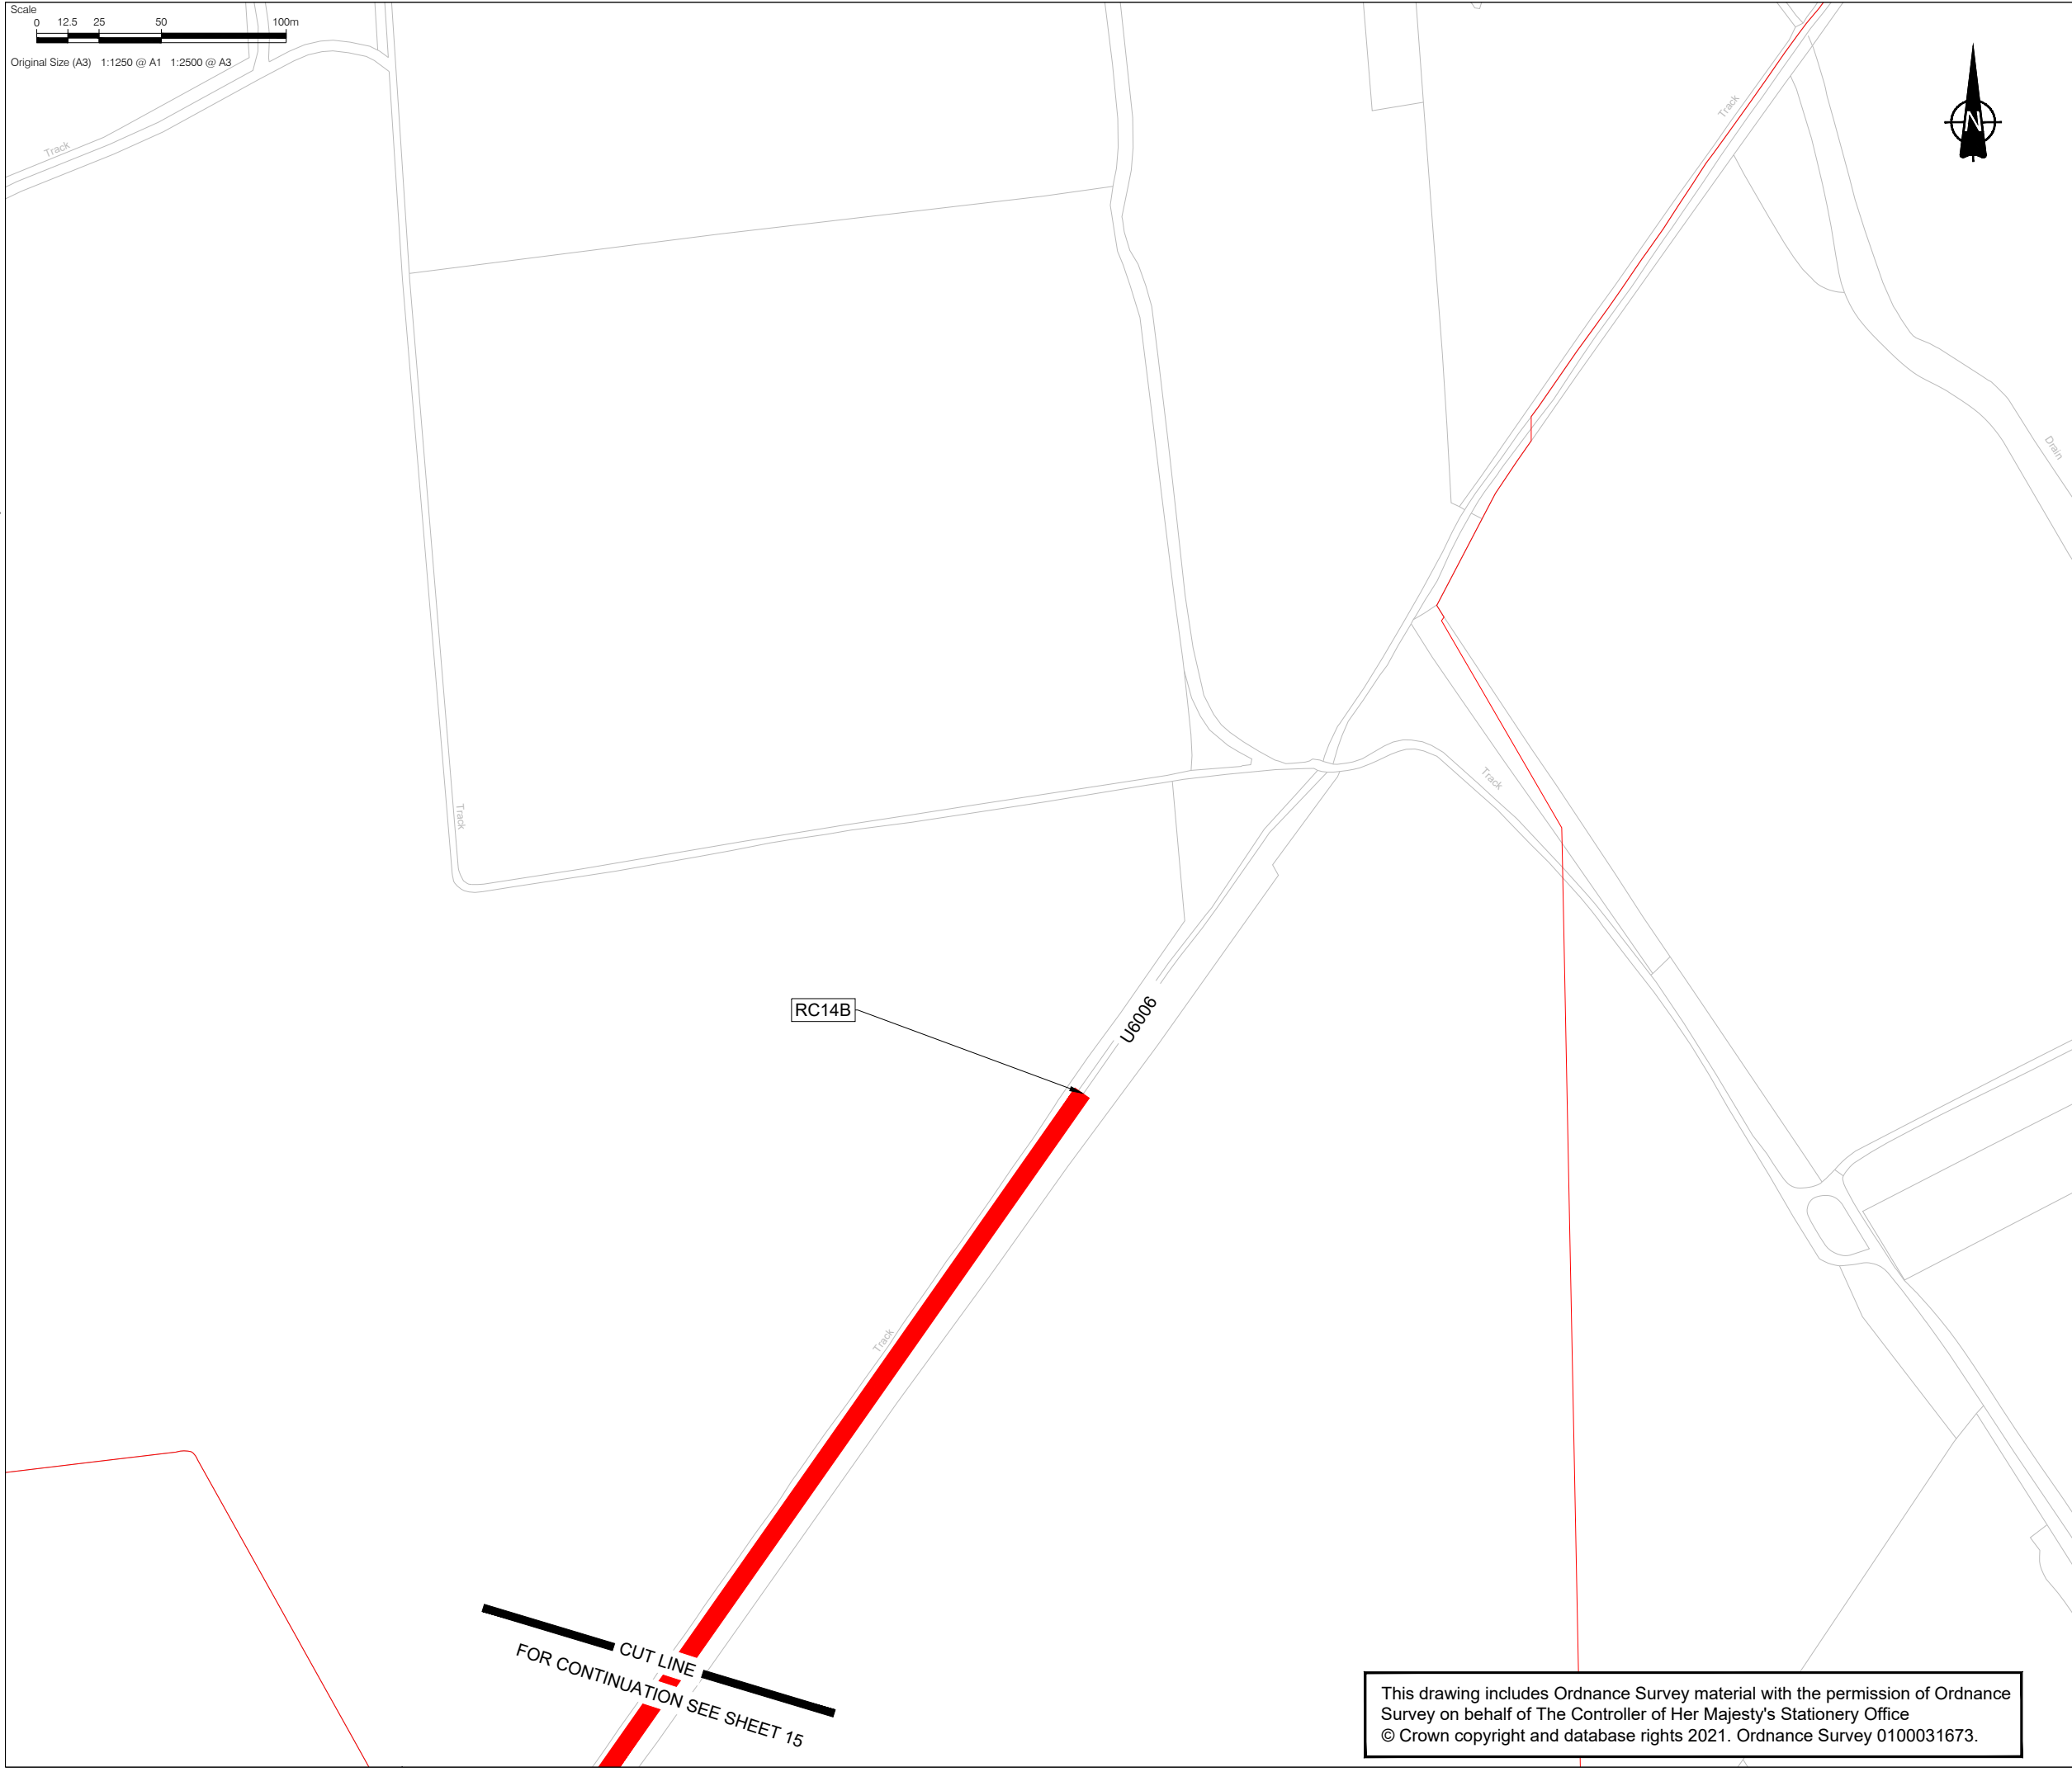 Scale
0 12.5 25 50 100m
Original Size (A3) 1:1250 @ A1 1:2500 @ A3
N
Track
Track
Drain
Track
Track
RC14B
U6006
Track
CUT LINE
FOR CONTINUATION SEE SHEET 15
This drawing includes Ordnance Survey material with the permission of Ordnance
Survey on behalf of The Controller of Her Majesty's Stationery Office
© Crown copyright and database rights 2021. Ordnance Survey 0100031673.